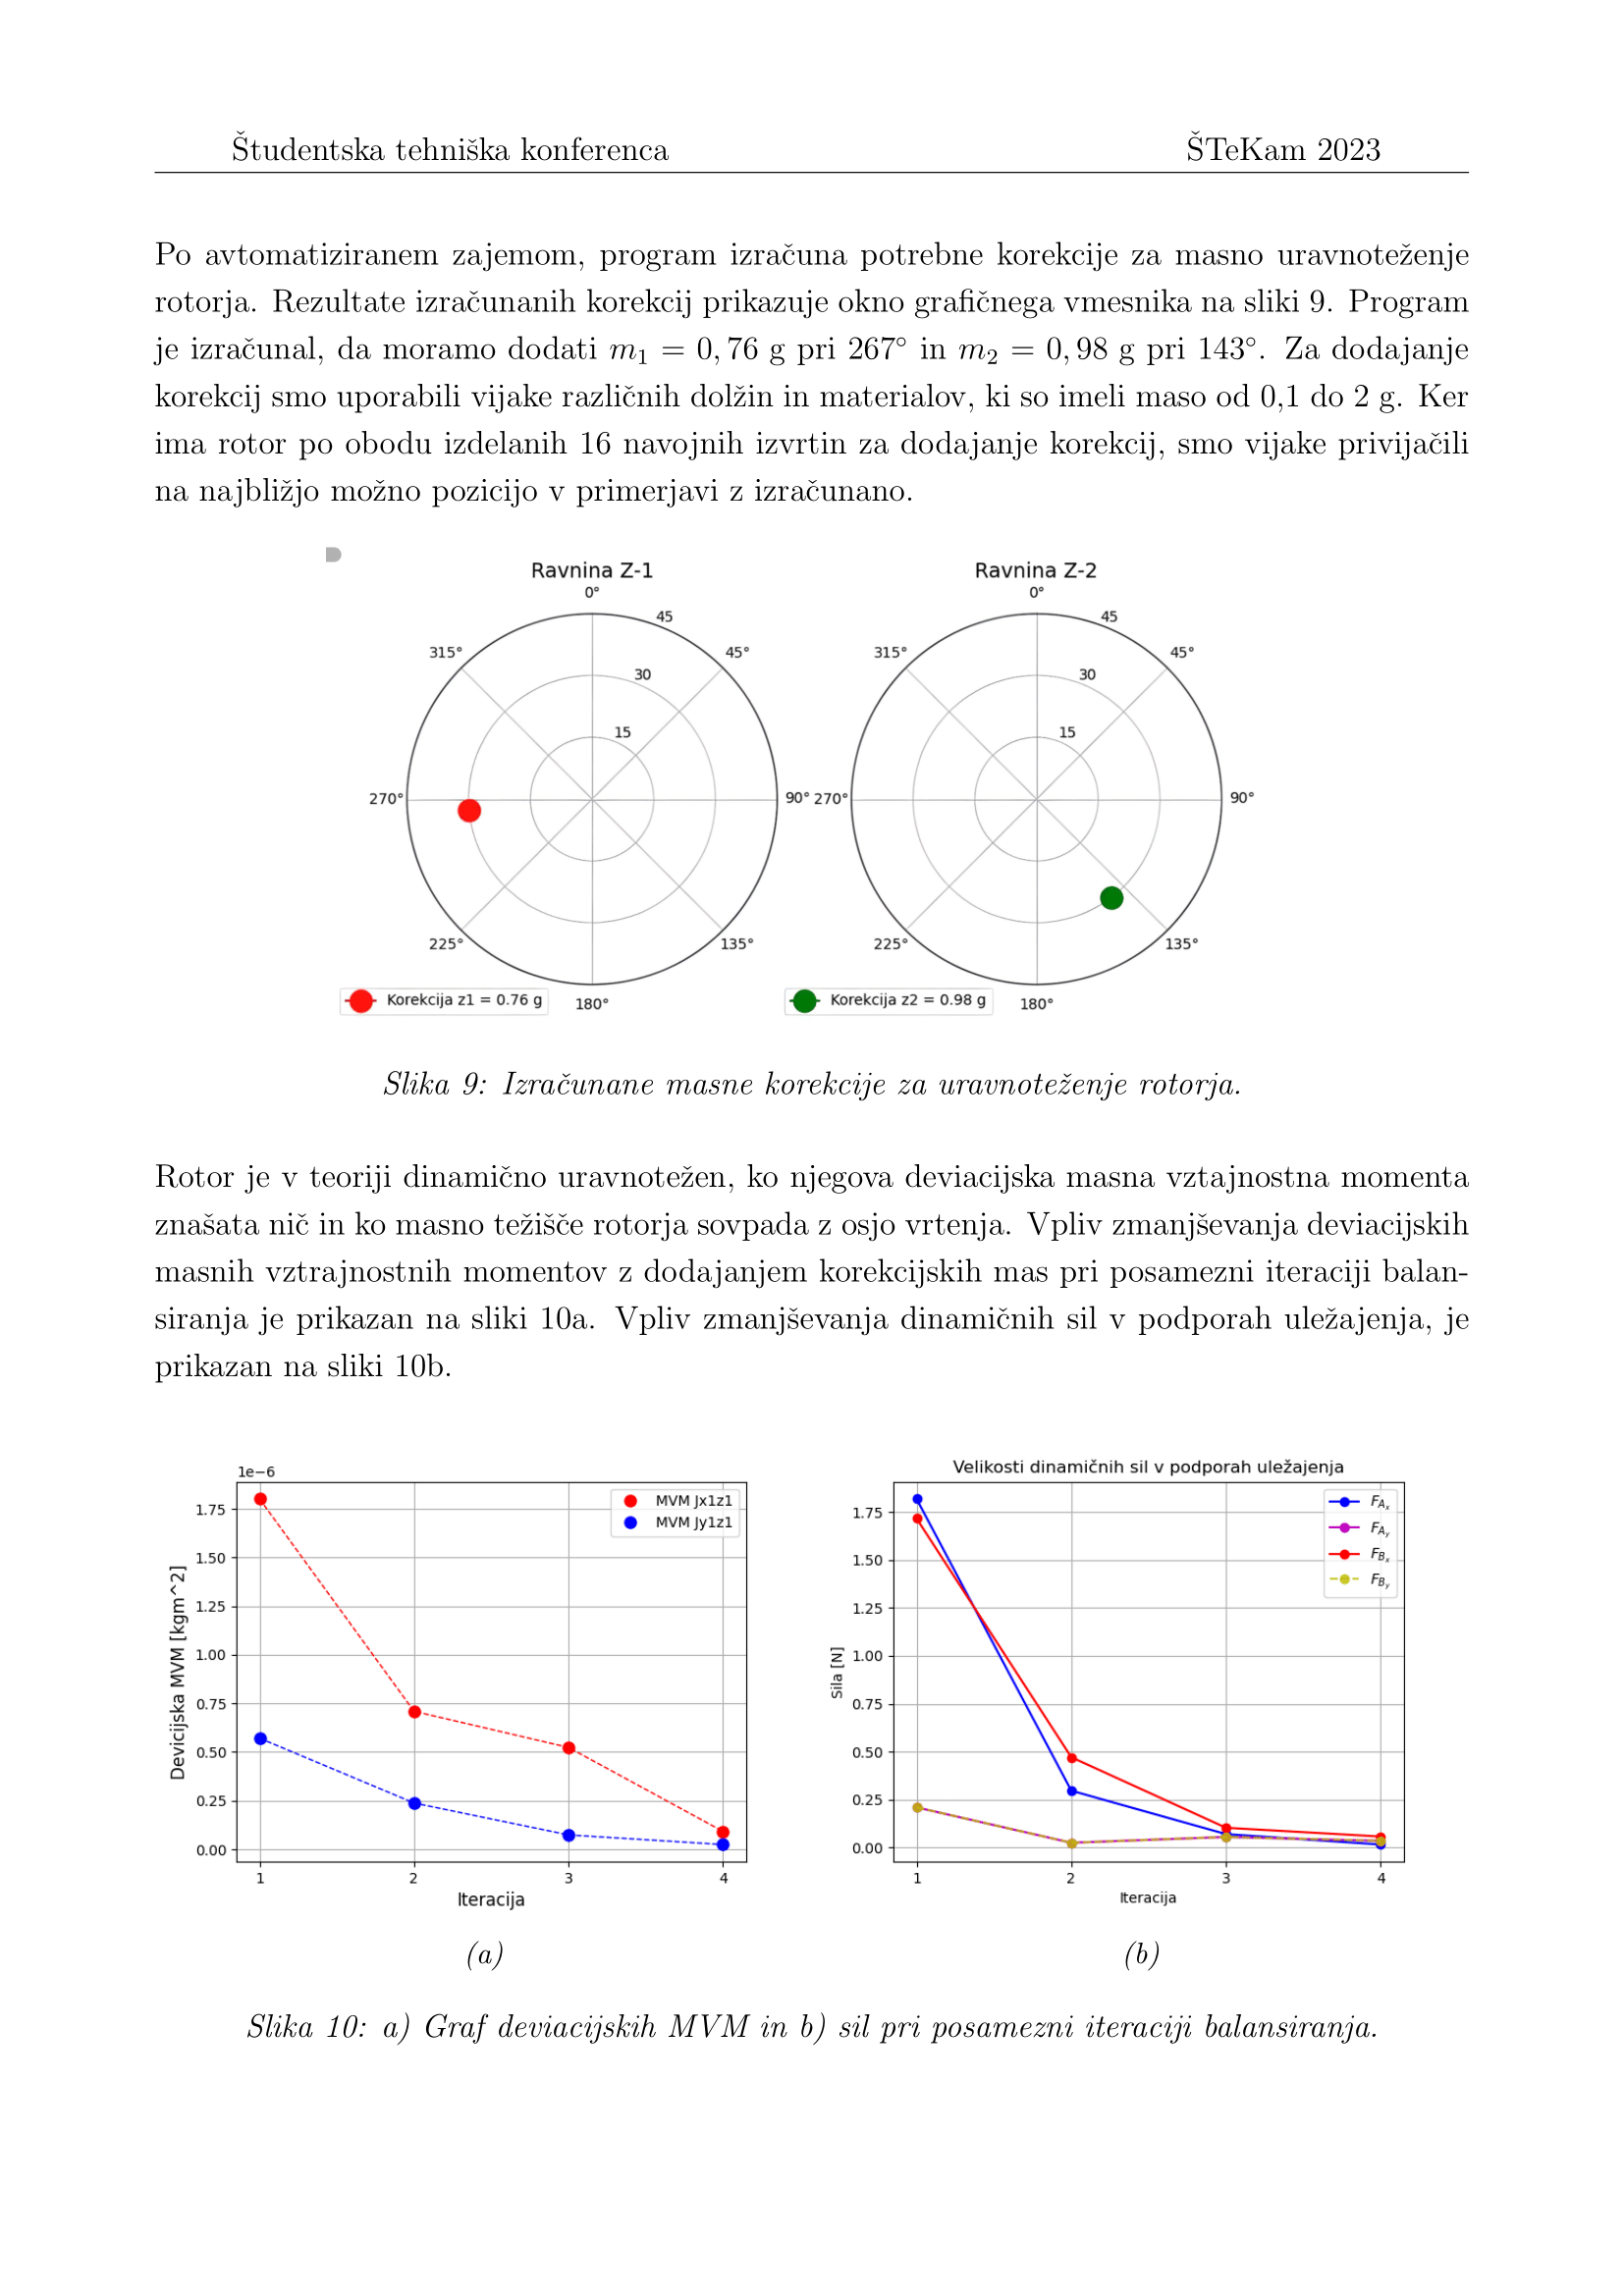 Študentska tehniška konferenca ŠTeKam 2023
Po avtomatiziranem zajemom, program izračuna potrebne korekcije za masno uravnoteženje
rotorja. Rezultate izračunanih korekcij prikazuje okno grafičnega vmesnika na sliki 9. Program
je izračunal, da moramo dodati m₁ = 0,76 g pri 267° in m₂ = 0,98 g pri 143°. Za dodajanje
korekcij smo uporabili vijake različnih dolžin in materialov, ki so imeli maso od 0,1 do 2 g. Ker
ima rotor po obodu izdelanih 16 navojnih izvrtin za dodajanje korekcij, smo vijake privijačili
na najbližjo možno pozicijo v primerjavi z izračunano.
Ravnina Z-1
0°
45
315°
45°
30
15
270°
90°
225°
135°
180°
Korekcija z1 = 0.76 g
Ravnina Z-2
0°
45
315°
45°
30
15
270°
90°
225°
135°
180°
Korekcija z2 = 0.98 g
Slika 9: Izračunane masne korekcije za uravnoteženje rotorja.
Rotor je v teoriji dinamično uravnotežen, ko njegova deviacijska masna vztajnostna momenta
znašata nič in ko masno težišče rotorja sovpada z osjo vrtenja. Vpliv zmanjševanja deviacijskih
masnih vztrajnostnih momentov z dodajanjem korekcijskih mas pri posamezni iteraciji balan-
siranja je prikazan na sliki 10a. Vpliv zmanjševanja dinamičnih sil v podporah uležajenja, je
prikazan na sliki 10b.
1e−6
MVM Jx1z1
MVM Jy1z1
1.75
1.50
1.25
1.00
0.75
0.50
0.25
0.00
Devicijska MVM [kgm^2]
1 2 3 4
Iteracija
(a)
Velikosti dinamičnih sil v podporah uležajenja
F_{A_x}
F_{A_y}
F_{B_x}
F_{B_y}
1.75
1.50
1.25
1.00
0.75
0.50
0.25
0.00
Sila [N]
1 2 3 4
Iteracija
(b)
Slika 10: a) Graf deviacijskih MVM in b) sil pri posamezni iteraciji balansiranja.